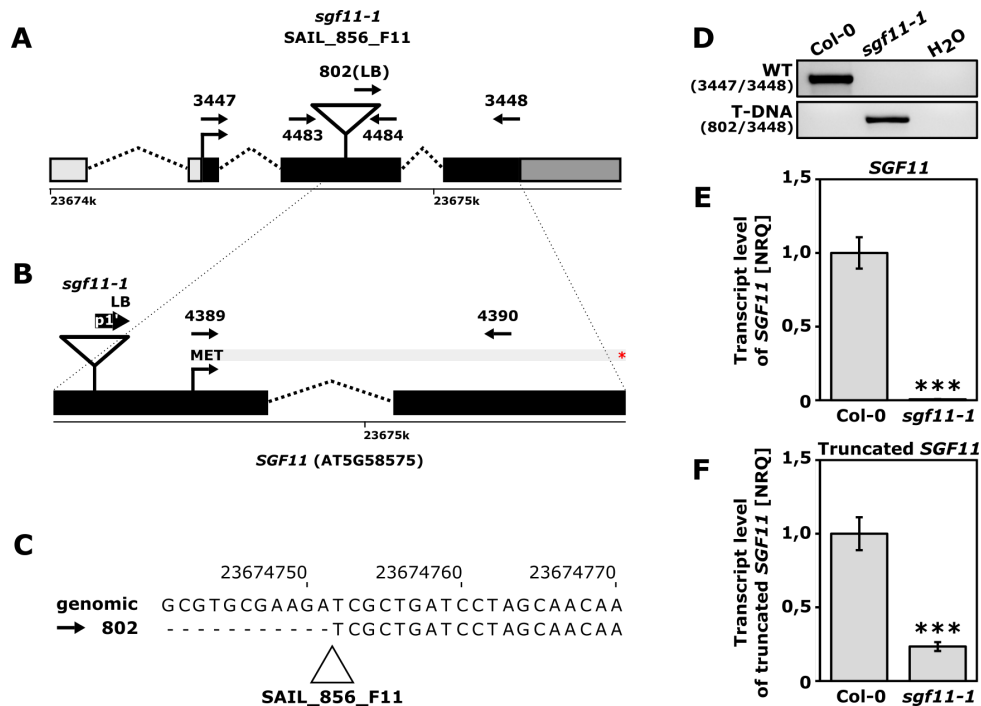 A
sgf11-1
SAIL_856_F11
802(LB)
3447
4483
4484
3448
23674k
23675k
B
sgf11-1
LB
p1'
4389
4390
MET
*
23675k
SGF11 (AT5G58575)
C
23674750
23674760
23674770
genomic
GCGTGCGAAGATCGCTGATCCTAGCAACAA
802
-----------TCGCTGATCCTAGCAACAA
SAIL_856_F11
D
Col-0
sgf11-1
H2O
WT
(3447/3448)
T-DNA
(802/3448)
E
SGF11
Transcript level
of SGF11 [NRQ]
1,5
1,0
0,5
0
***
Col-0
sgf11-1
F
Truncated SGF11
Transcript level
of truncated SGF11 [NRQ]
1,5
1,0
0,5
0
***
Col-0
sgf11-1